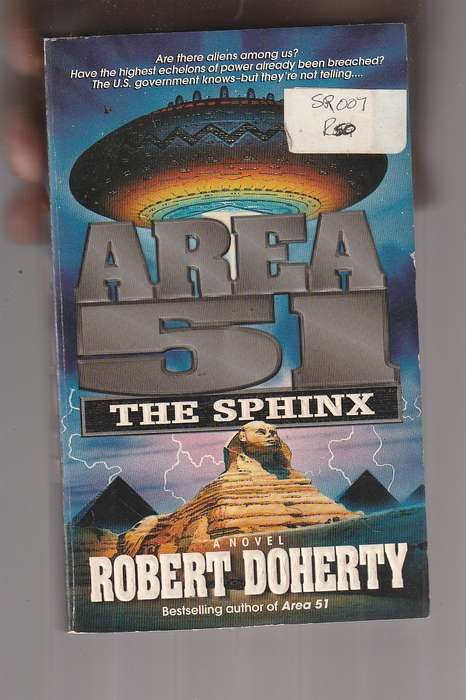 Are there aliens among us?
Have the highest echelons of power already been breached?
The U.S. government knows–but they're not telling....
SR007
R50
AREA
51
THE SPHINX
A NOVEL
ROBERT DOHERTY
Bestselling author of Area 51